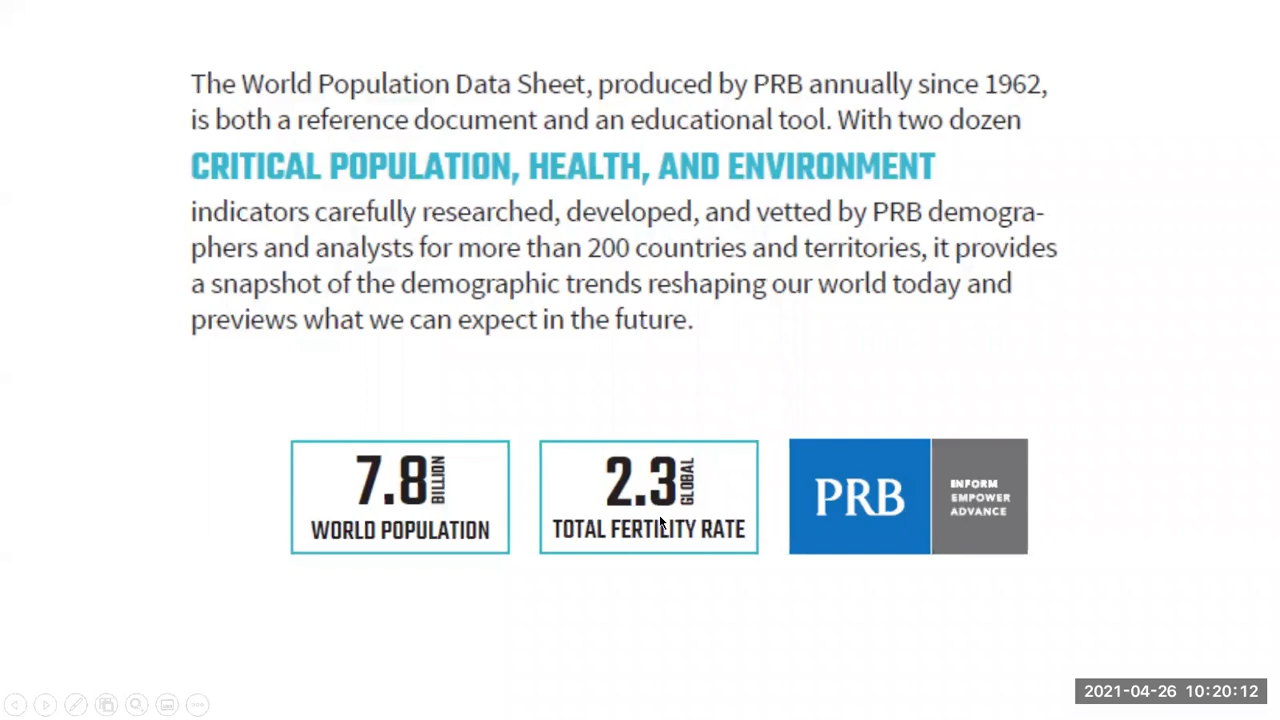 The World Population Data Sheet, produced by PRB annually since 1962,
is both a reference document and an educational tool. With two dozen
CRITICAL POPULATION, HEALTH, AND ENVIRONMENT
indicators carefully researched, developed, and vetted by PRB demogra-
phers and analysts for more than 200 countries and territories, it provides
a snapshot of the demographic trends reshaping our world today and
previews what we can expect in the future.
7.8 BILLION
WORLD POPULATION
2.3 GLOBAL
TOTAL FERTILITY RATE
PRB
INFORM
EMPOWER
ADVANCE
2021-04-26 10:20:12